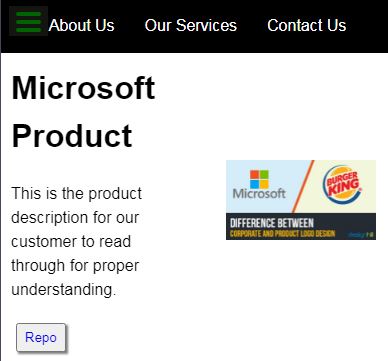 About Us Our Services Contact Us
Microsoft
Product
This is the product
description for our
customer to read
through for proper
understanding.
Repo
Microsoft
BURGER
KING
DIFFERENCE BETWEEN
CORPORATE AND PRODUCT LOGO DESIGN